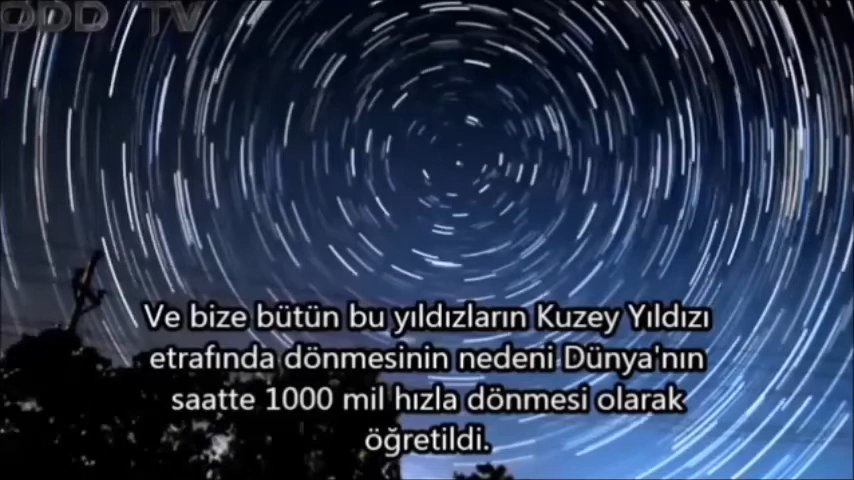 ODD TV
Ve bize bütün bu yıldızların Kuzey Yıldızı
etrafında dönmesinin nedeni Dünya'nın
saatte 1000 mil hızla dönmesi olarak
öğretildi.